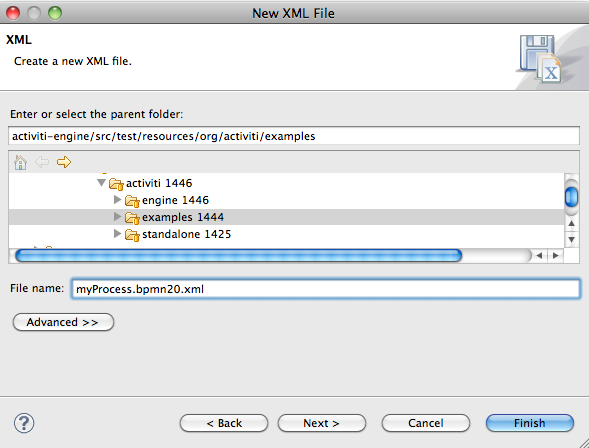 New XML File
XML
Create a new XML file.
X
Enter or select the parent folder:
activiti-engine/src/test/resources/org/activiti/examples
activiti 1446
engine 1446
examples 1444
standalone 1425
File name: myProcess.bpmn20.xml
Advanced >>
? < Back Next > Cancel Finish